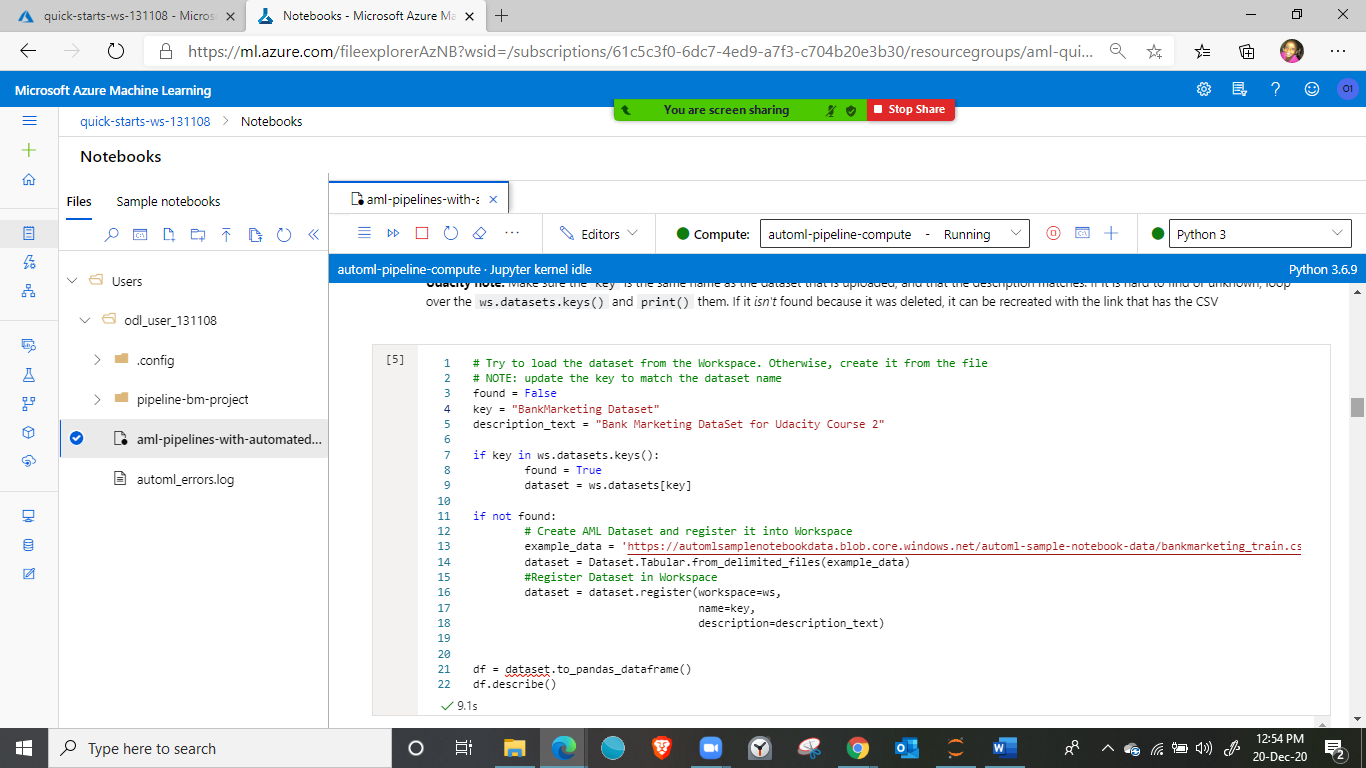 quick-starts-ws-131108 - Micros
Notebooks - Microsoft Azure Ma
https://ml.azure.com/fileexplorerAzNB?wsid=/subscriptions/61c5c3f0-6dc7-4ed9-a7f3-c704b20e3b30/resourcegroups/aml-qui...
Microsoft Azure Machine Learning
O1
You are screen sharing
Stop Share
quick-starts-ws-131108 > Notebooks
Notebooks
Files Sample notebooks
aml-pipelines-with-a
Editors
Compute: automl-pipeline-compute - Running
Python 3
automl-pipeline-compute · Jupyter kernel idle
Python 3.6.9
Users
odl_user_131108
.config
pipeline-bm-project
aml-pipelines-with-automated...
automl_errors.log
Udacity note: Make sure the key is the same name as the dataset that is uploaded, and that the description matches. If it is hard to find or unknown, loop
over the ws.datasets.keys() and print() them. If it isn't found because it was deleted, it can be recreated with the link that has the CSV
[5]
1 # Try to load the dataset from the Workspace. Otherwise, create it from the file
2 # NOTE: update the key to match the dataset name
3 found = False
4 key = "BankMarketing Dataset"
5 description_text = "Bank Marketing DataSet for Udacity Course 2"
6
7 if key in ws.datasets.keys():
8 found = True
9 dataset = ws.datasets[key]
10
11 if not found:
12 # Create AML Dataset and register it into Workspace
13 example_data = 'https://automlsamplenotebookdata.blob.core.windows.net/automl-sample-notebook-data/bankmarketing_train.cs
14 dataset = Dataset.Tabular.from_delimited_files(example_data)
15 #Register Dataset in Workspace
16 dataset = dataset.register(workspace=ws,
17 name=key,
18 description=description_text)
19
20
21 df = dataset.to_pandas_dataframe()
22 df.describe()
9.1s
Type here to search
12:54 PM
20-Dec-20
2